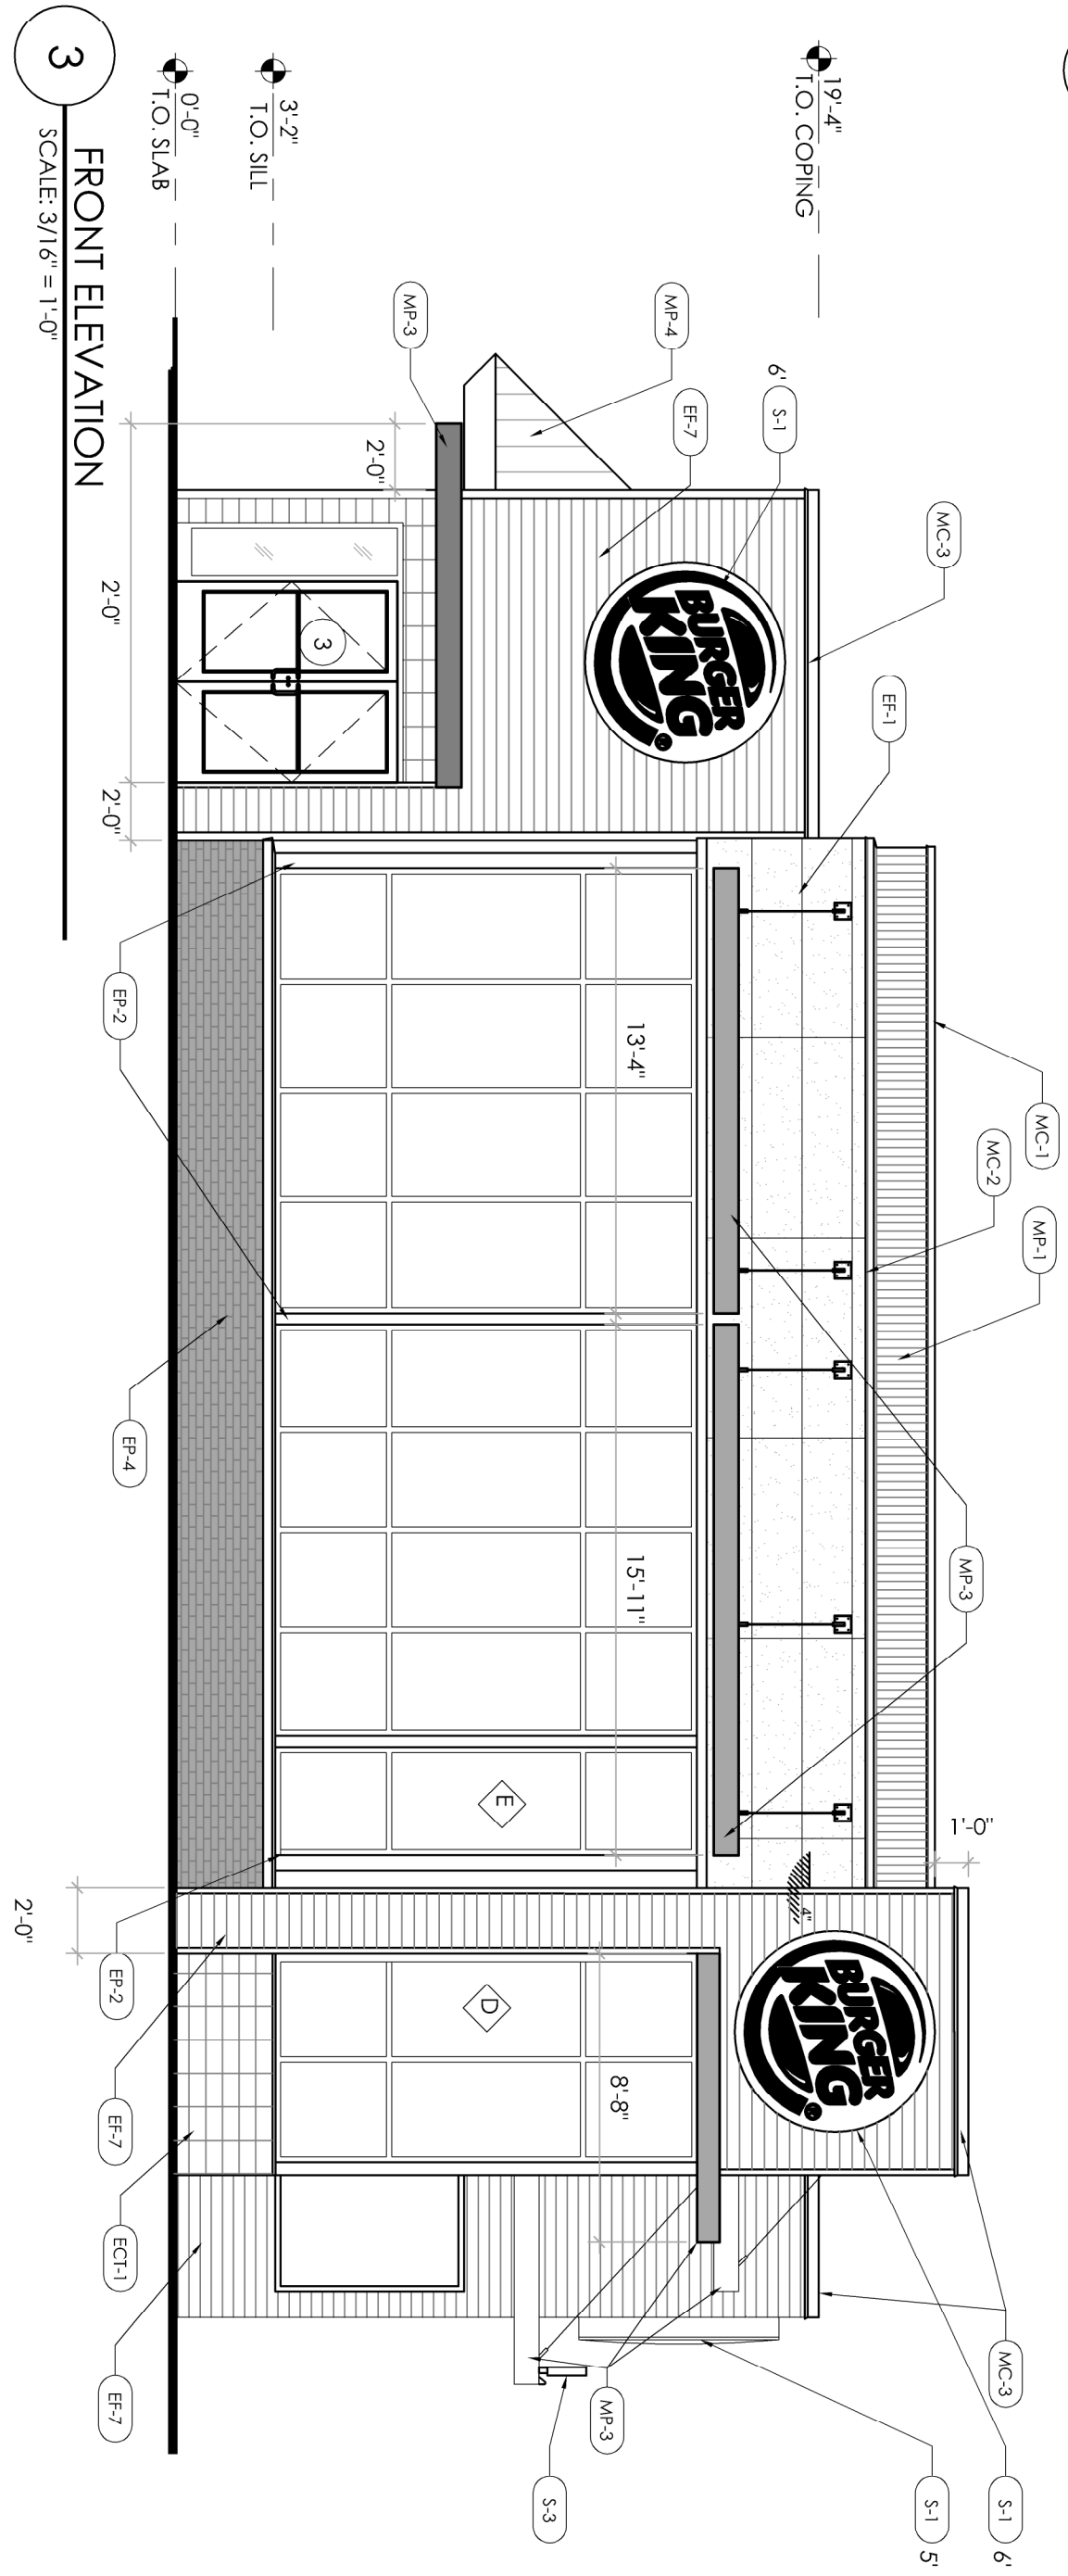 MC-1
MC-2
MP-1
MC-3
EF-1
MP-3
1'-0"
MC-3
S-1 6'
S-1 5'
6' S-1
EF-7
MP-4
MP-3
19'-4"
T.O. COPING
4"
BURGER
KING
®
BURGER
KING
®
2'-0"
13'-4"
15'-11"
8'-8"
MP-3
S-3
3
E
D
3'-2"
T.O. SILL
0'-0"
T.O. SLAB
2'-0"
2'-0"
EP-2
EP-4
EP-2
EF-7
ECT-1
EF-7
2'-0"
3
FRONT ELEVATION
SCALE: 3/16" = 1'-0"